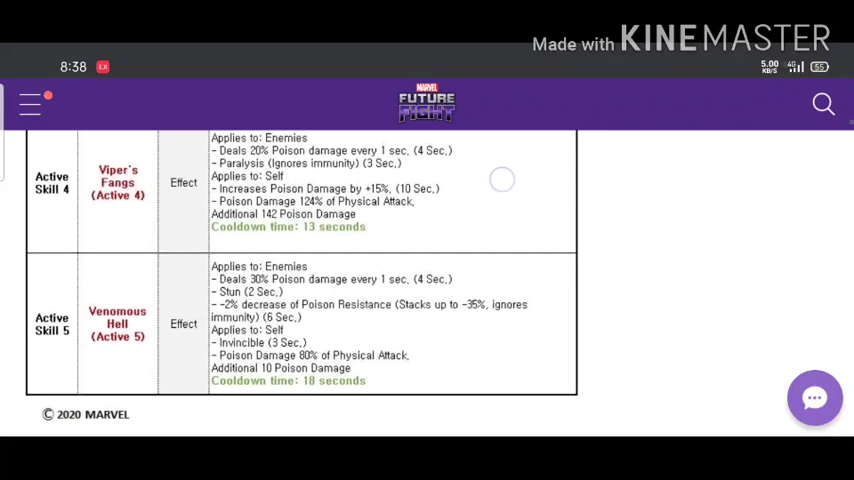 Made with KINEMASTER
8:38
5.00
KB/S
4G
55
MARVEL
FUTURE
FIGHT
Active
Skill 4
Viper's
Fangs
(Active 4)
Effect
Applies to: Enemies
- Deals 20% Poison damage every 1 sec. (4 Sec.)
- Paralysis (Ignores immunity) (3 Sec.)
Applies to: Self
- Increases Poison Damage by +15%. (10 Sec.)
- Poison Damage 124% of Physical Attack.
Additional 142 Poison Damage
Cooldown time: 13 seconds
Active
Skill 5
Venomous
Hell
(Active 5)
Effect
Applies to: Enemies
- Deals 30% Poison damage every 1 sec. (4 Sec.)
- Stun (2 Sec.)
- -2% decrease of Poison Resistance (Stacks up to -35%, ignores
immunity) (6 Sec.)
Applies to: Self
- Invincible (3 Sec.)
- Poison Damage 80% of Physical Attack.
Additional 10 Poison Damage
Cooldown time: 18 seconds
© 2020 MARVEL